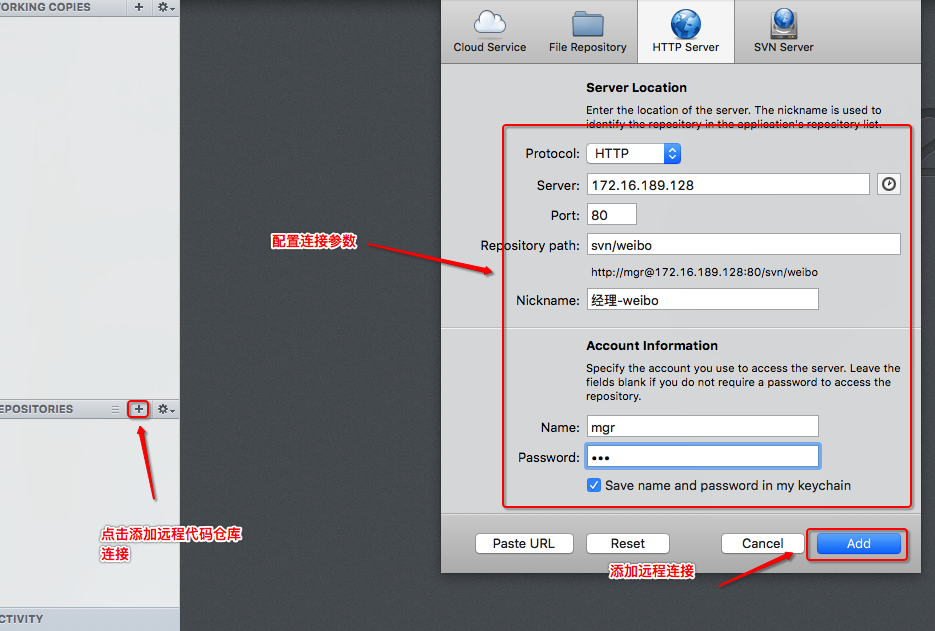 ORKING COPIES
Cloud Service
File Repository
HTTP Server
SVN Server
Server Location
Enter the location of the server. The nickname is used to
identify the repository in the application's repository list.
Protocol: HTTP
Server: 172.16.189.128
Port: 80
配置连接参数
Repository path: svn/weibo
http://mgr@172.16.189.128:80/svn/weibo
Nickname: 经理-weibo
Account Information
Specify the account you use to access the server. Leave the
fields blank if you do not require a password to access the
repository.
EPOSITORIES
Name: mgr
Password: •••
Save name and password in my keychain
点击添加远程代码仓库
连接
Paste URL
Reset
Cancel
Add
添加远程连接
CTIVITY